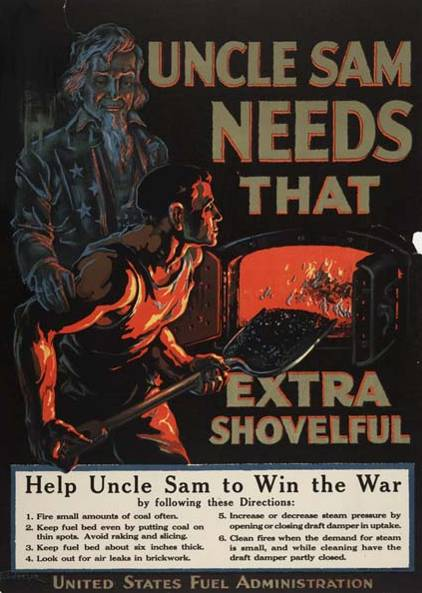 UNCLE SAM
NEEDS
THAT
EXTRA
SHOVELFUL
Help Uncle Sam to Win the War
by following these Directions:
1. Fire small amounts of coal often.
2. Keep fuel bed even by putting coal on
thin spots. Avoid raking and slicing.
3. Keep fuel bed about six inches thick.
4. Look out for air leaks in brickwork.
5. Increase or decrease steam pressure by
opening or closing draft damper in uptake.
6. Clean fires when the demand for steam
is small, and while cleaning have the
draft damper partly closed.
UNITED STATES FUEL ADMINISTRATION